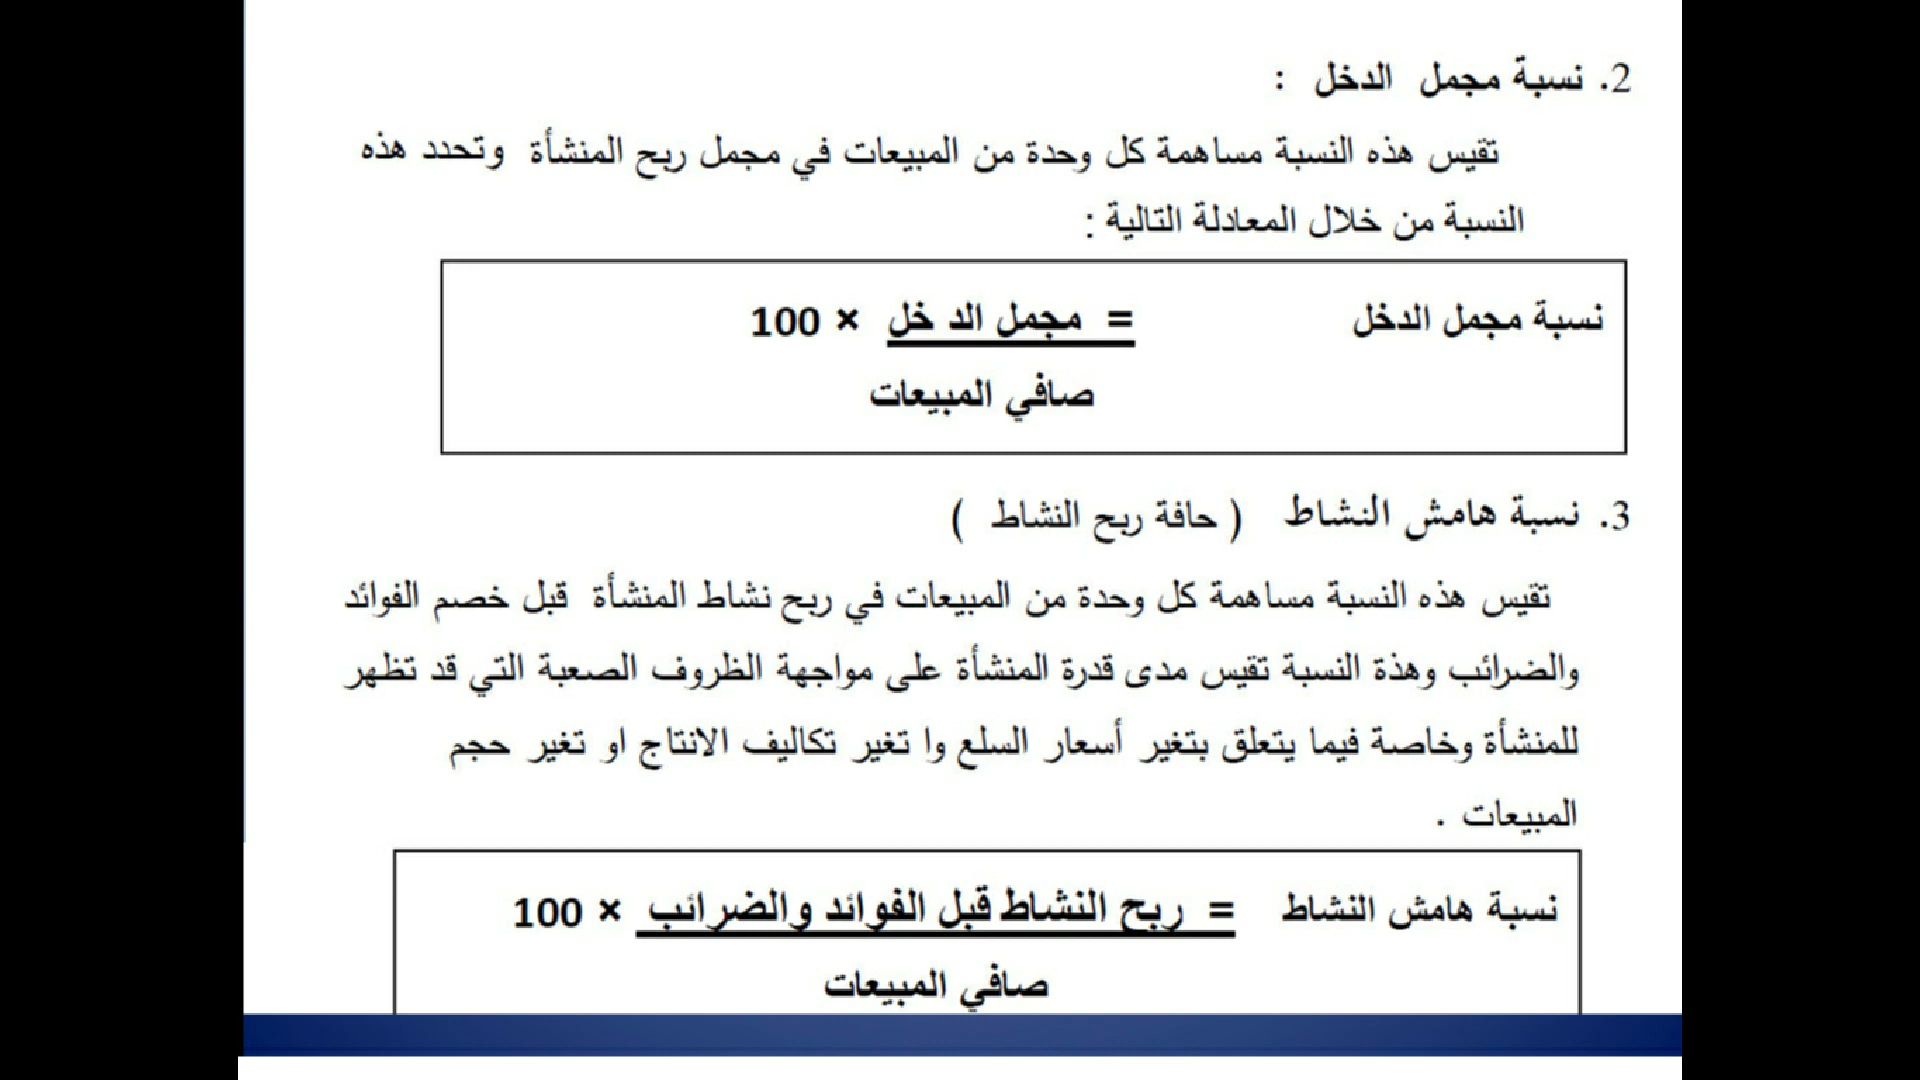 2. نسبة مجمل الدخل :
تقيس هذه النسبة مساهمة كل وحدة من المبيعات في مجمل ربح المنشأة وتحدد هذه
النسبة من خلال المعادلة التالية :
نسبة مجمل الدخل = مجمل الد خل × 100
صافي المبيعات
3. نسبة هامش النشاط ( حافة ربح النشاط )
تقيس هذه النسبة مساهمة كل وحدة من المبيعات في ربح نشاط المنشأة قبل خصم الفوائد
والضرائب وهذة النسبة تقيس مدى قدرة المنشأة على مواجهة الظروف الصعبة التي قد تظهر
للمنشأة وخاصة فيما يتعلق بتغير أسعار السلع وا تغير تكاليف الانتاج او تغير حجم
المبيعات .
نسبة هامش النشاط = ربح النشاط قبل الفوائد والضرائب × 100
صافي المبيعات